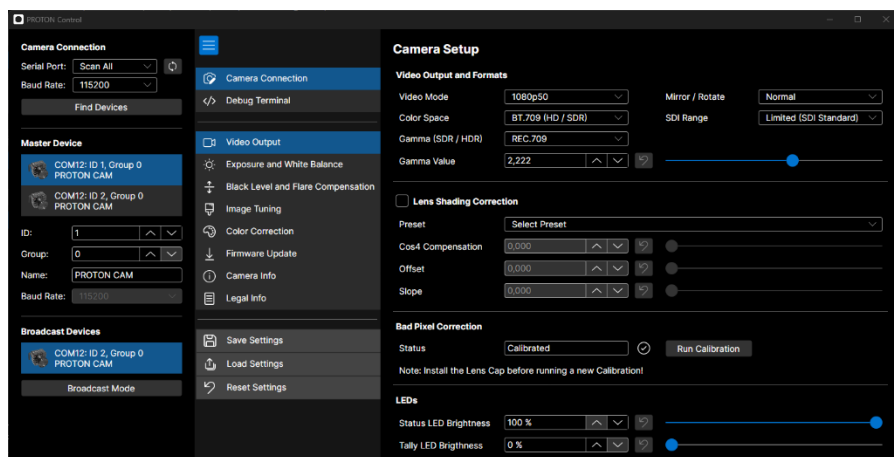 PROTON Control
Camera Connection
Serial Port: Scan All
Baud Rate: 115200
Find Devices
Master Device
COM12: ID 1, Group 0
PROTON CAM
COM12: ID 2, Group 0
PROTON CAM
ID: 1
Group: 0
Name: PROTON CAM
Baud Rate: 115200
Broadcast Devices
COM12: ID 2, Group 0
PROTON CAM
Broadcast Mode
Camera Connection
Debug Terminal
Video Output
Exposure and White Balance
Black Level and Flare Compensation
Image Tuning
Color Correction
Firmware Update
Camera Info
Legal Info
Save Settings
Load Settings
Reset Settings
Camera Setup
Video Output and Formats
Video Mode 1080p50 Mirror / Rotate Normal
Color Space BT.709 (HD / SDR) SDI Range Limited (SDI Standard)
Gamma (SDR / HDR) REC.709
Gamma Value 2,222
Lens Shading Correction
Preset Select Preset
Cos4 Compensation 0,000
Offset 0,000
Slope 0,000
Bad Pixel Correction
Status Calibrated Run Calibration
Note: Install the Lens Cap before running a new Calibration!
LEDs
Status LED Brightness 100 %
Tally LED Brigthness 0 %